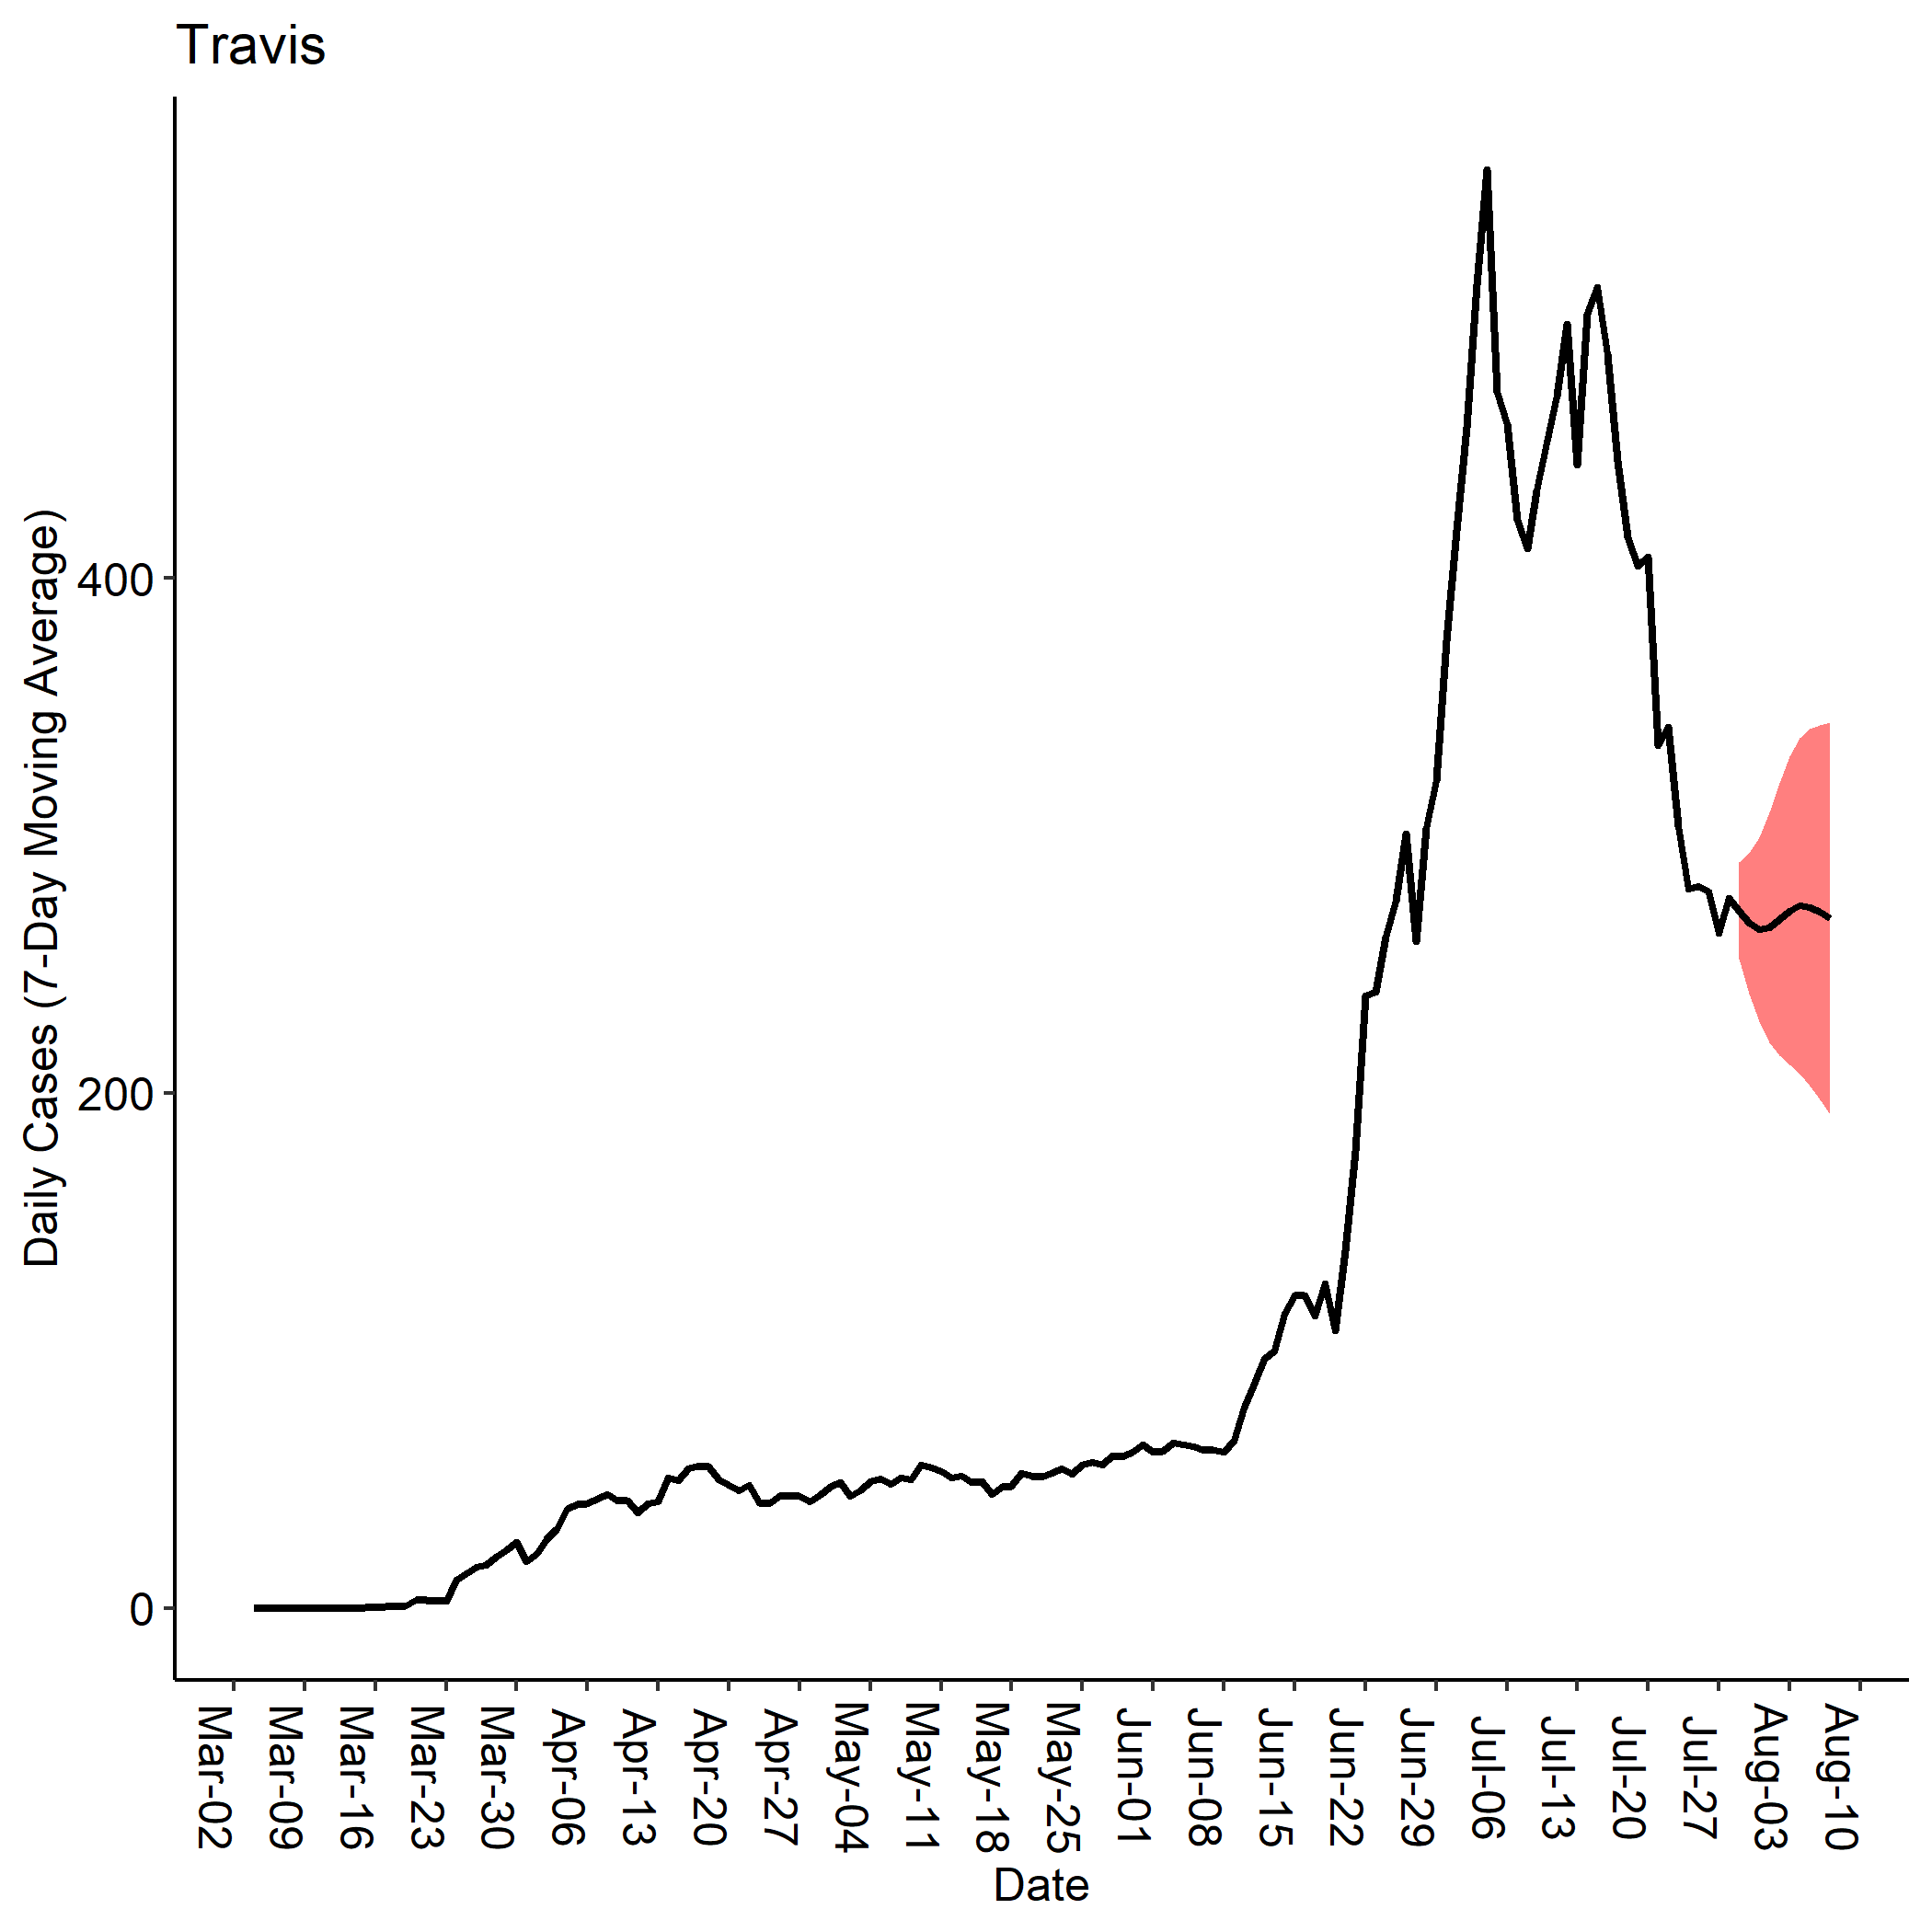 Travis
Daily Cases (7-Day Moving Average)
400
200
0
Mar-02
Mar-09
Mar-16
Mar-23
Mar-30
Apr-06
Apr-13
Apr-20
Apr-27
May-04
May-11
May-18
May-25
Jun-01
Jun-08
Jun-15
Jun-22
Jun-29
Jul-06
Jul-13
Jul-20
Jul-27
Aug-03
Aug-10
Date